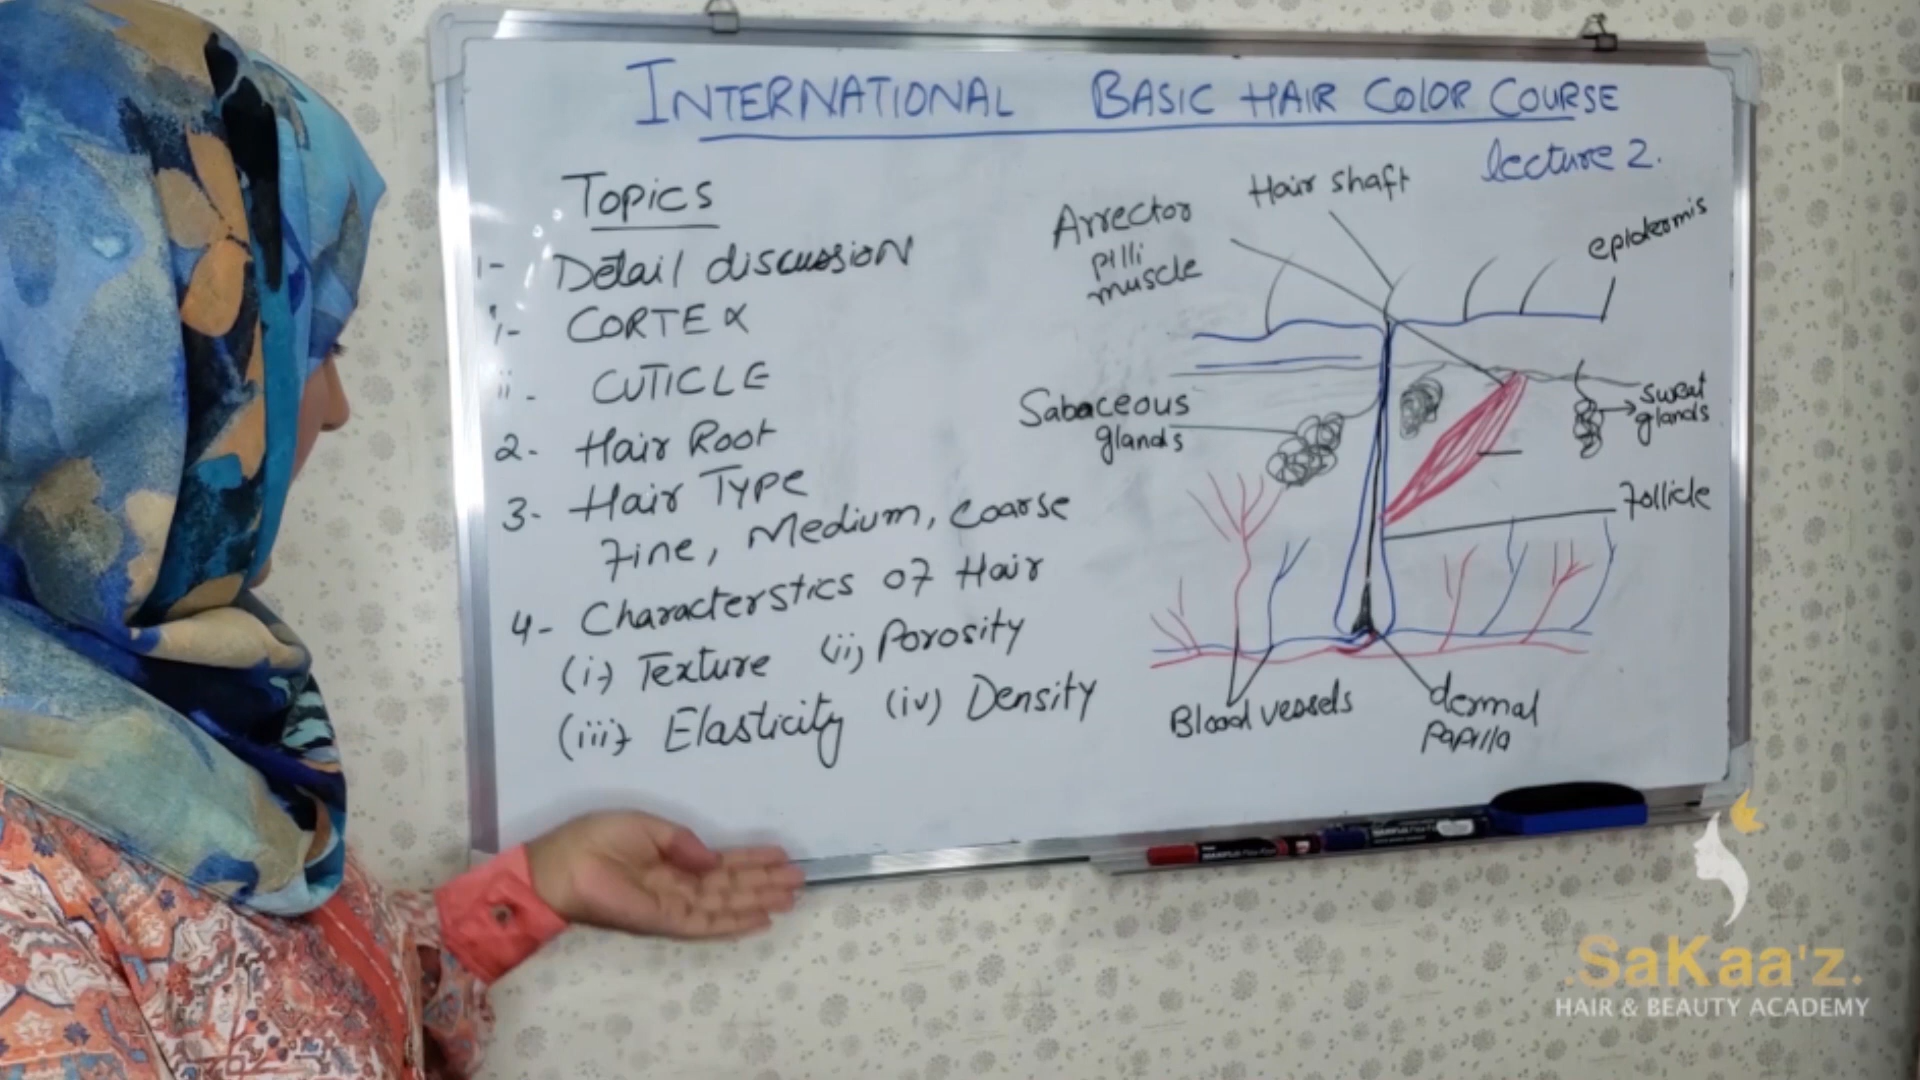 INTERNATIONAL BASIC HAIR COLOR COURSE
lecture 2.
Topics
1- Detail discussion
i- CORTEX
ii- CUTICLE
2- Hair Root
3- Hair Type
Fine, Medium, Coarse
4- Characterstics of Hair
(i) Texture (ii) Porosity
(iii) Elasticity (iv) Density
Hair shaft
Arrector
pilli
muscle
epidermis
Sabaceous
glands
sweat
glands
Follicle
Blood vessels
dermal
Papilla
SaKaa'z.
HAIR & BEAUTY ACADEMY